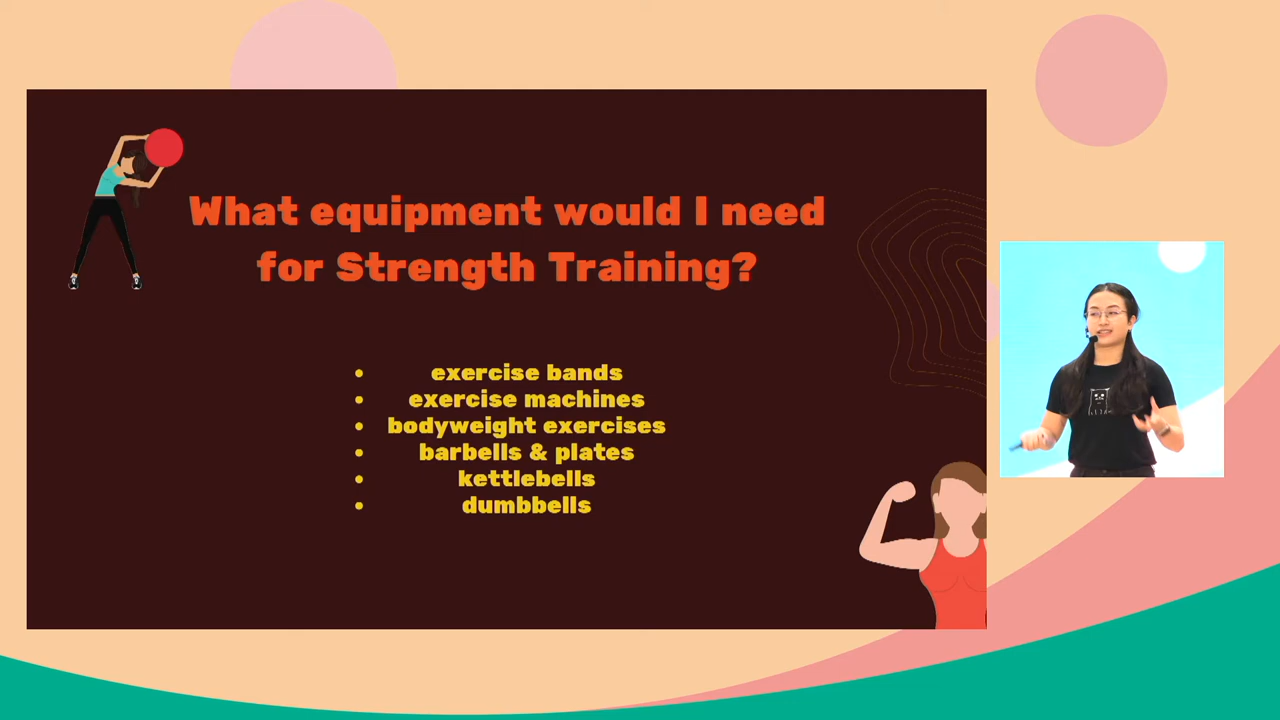 What equipment would I need
for Strength Training?
• exercise bands
• exercise machines
• bodyweight exercises
• barbells & plates
• kettlebells
• dumbbells